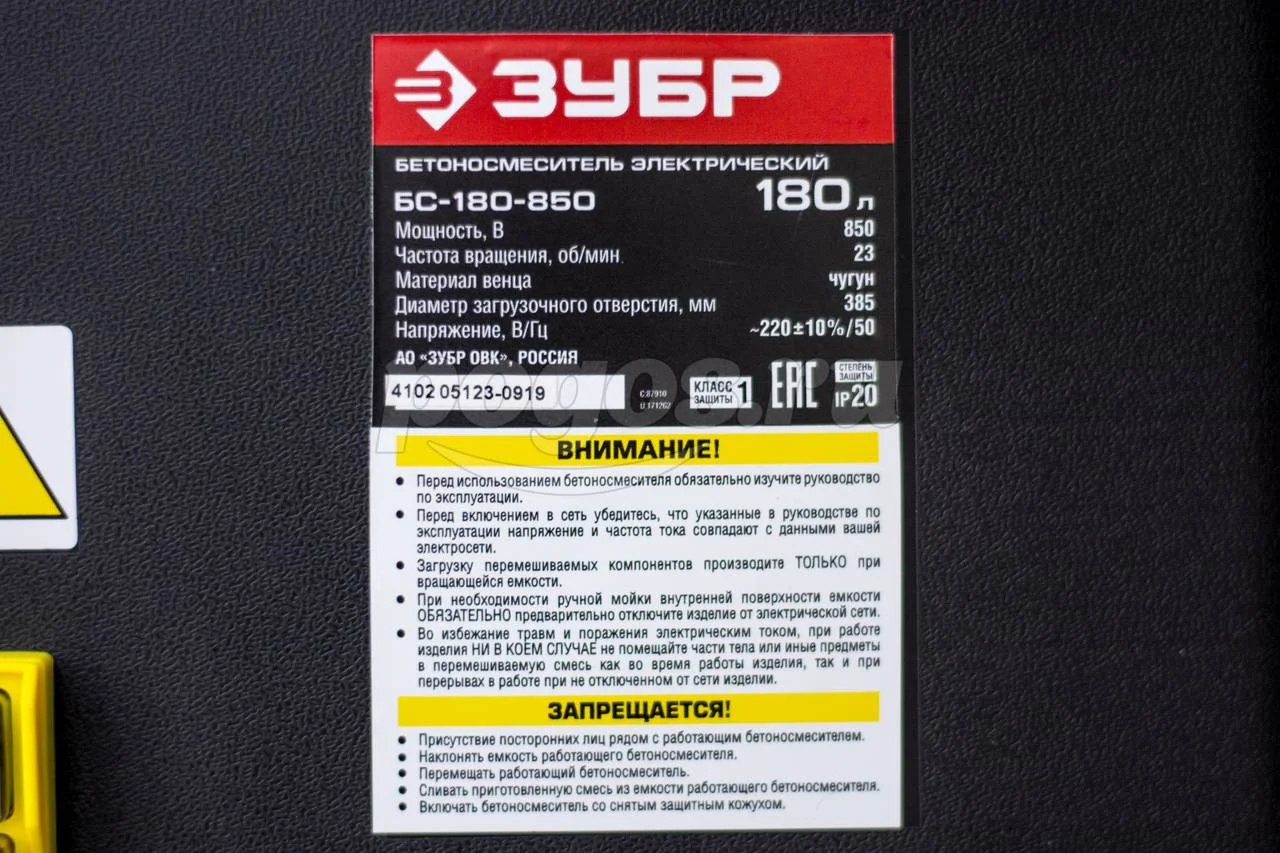 ЗУБР
БЕТОНОСМЕСИТЕЛЬ ЭЛЕКТРИЧЕСКИЙ
БС-180-850 180 л
Мощность, В 850
Частота вращения, об/мин 23
Материал венца чугун
Диаметр загрузочного отверстия, мм 385
Напряжение, В/Гц ~220±10%/50
АО «ЗУБР ОВК», РОССИЯ
4102 05123-0919
С:87910
U:171262
КЛАСС ЗАЩИТЫ 1
EAC
СТЕПЕНЬ ЗАЩИТЫ
IP20
pogos.ru
ВНИМАНИЕ!
• Перед использованием бетоносмесителя обязательно изучите руководство
по эксплуатации.
• Перед включением в сеть убедитесь, что указанные в руководстве по
эксплуатации напряжение и частота тока совпадают с данными вашей
электросети.
• Загрузку перемешиваемых компонентов производите ТОЛЬКО при
вращающейся емкости.
• При необходимости ручной мойки внутренней поверхности емкости
ОБЯЗАТЕЛЬНО предварительно отключите изделие от электрической сети.
• Во избежание травм и поражения электрическим током, при работе
изделия НИ В КОЕМ СЛУЧАЕ не помещайте части тела или иные предметы
в перемешиваемую смесь как во время работы изделия, так и при
перерывах в работе при не отключенном от сети изделии.
ЗАПРЕЩАЕТСЯ!
• Присутствие посторонних лиц рядом с работающим бетоносмесителем.
• Наклонять емкость работающего бетоносмесителя.
• Перемещать работающий бетоносмеситель.
• Сливать приготовленную смесь из емкости работающего бетоносмесителя.
• Включать бетоносмеситель со снятым защитным кожухом.